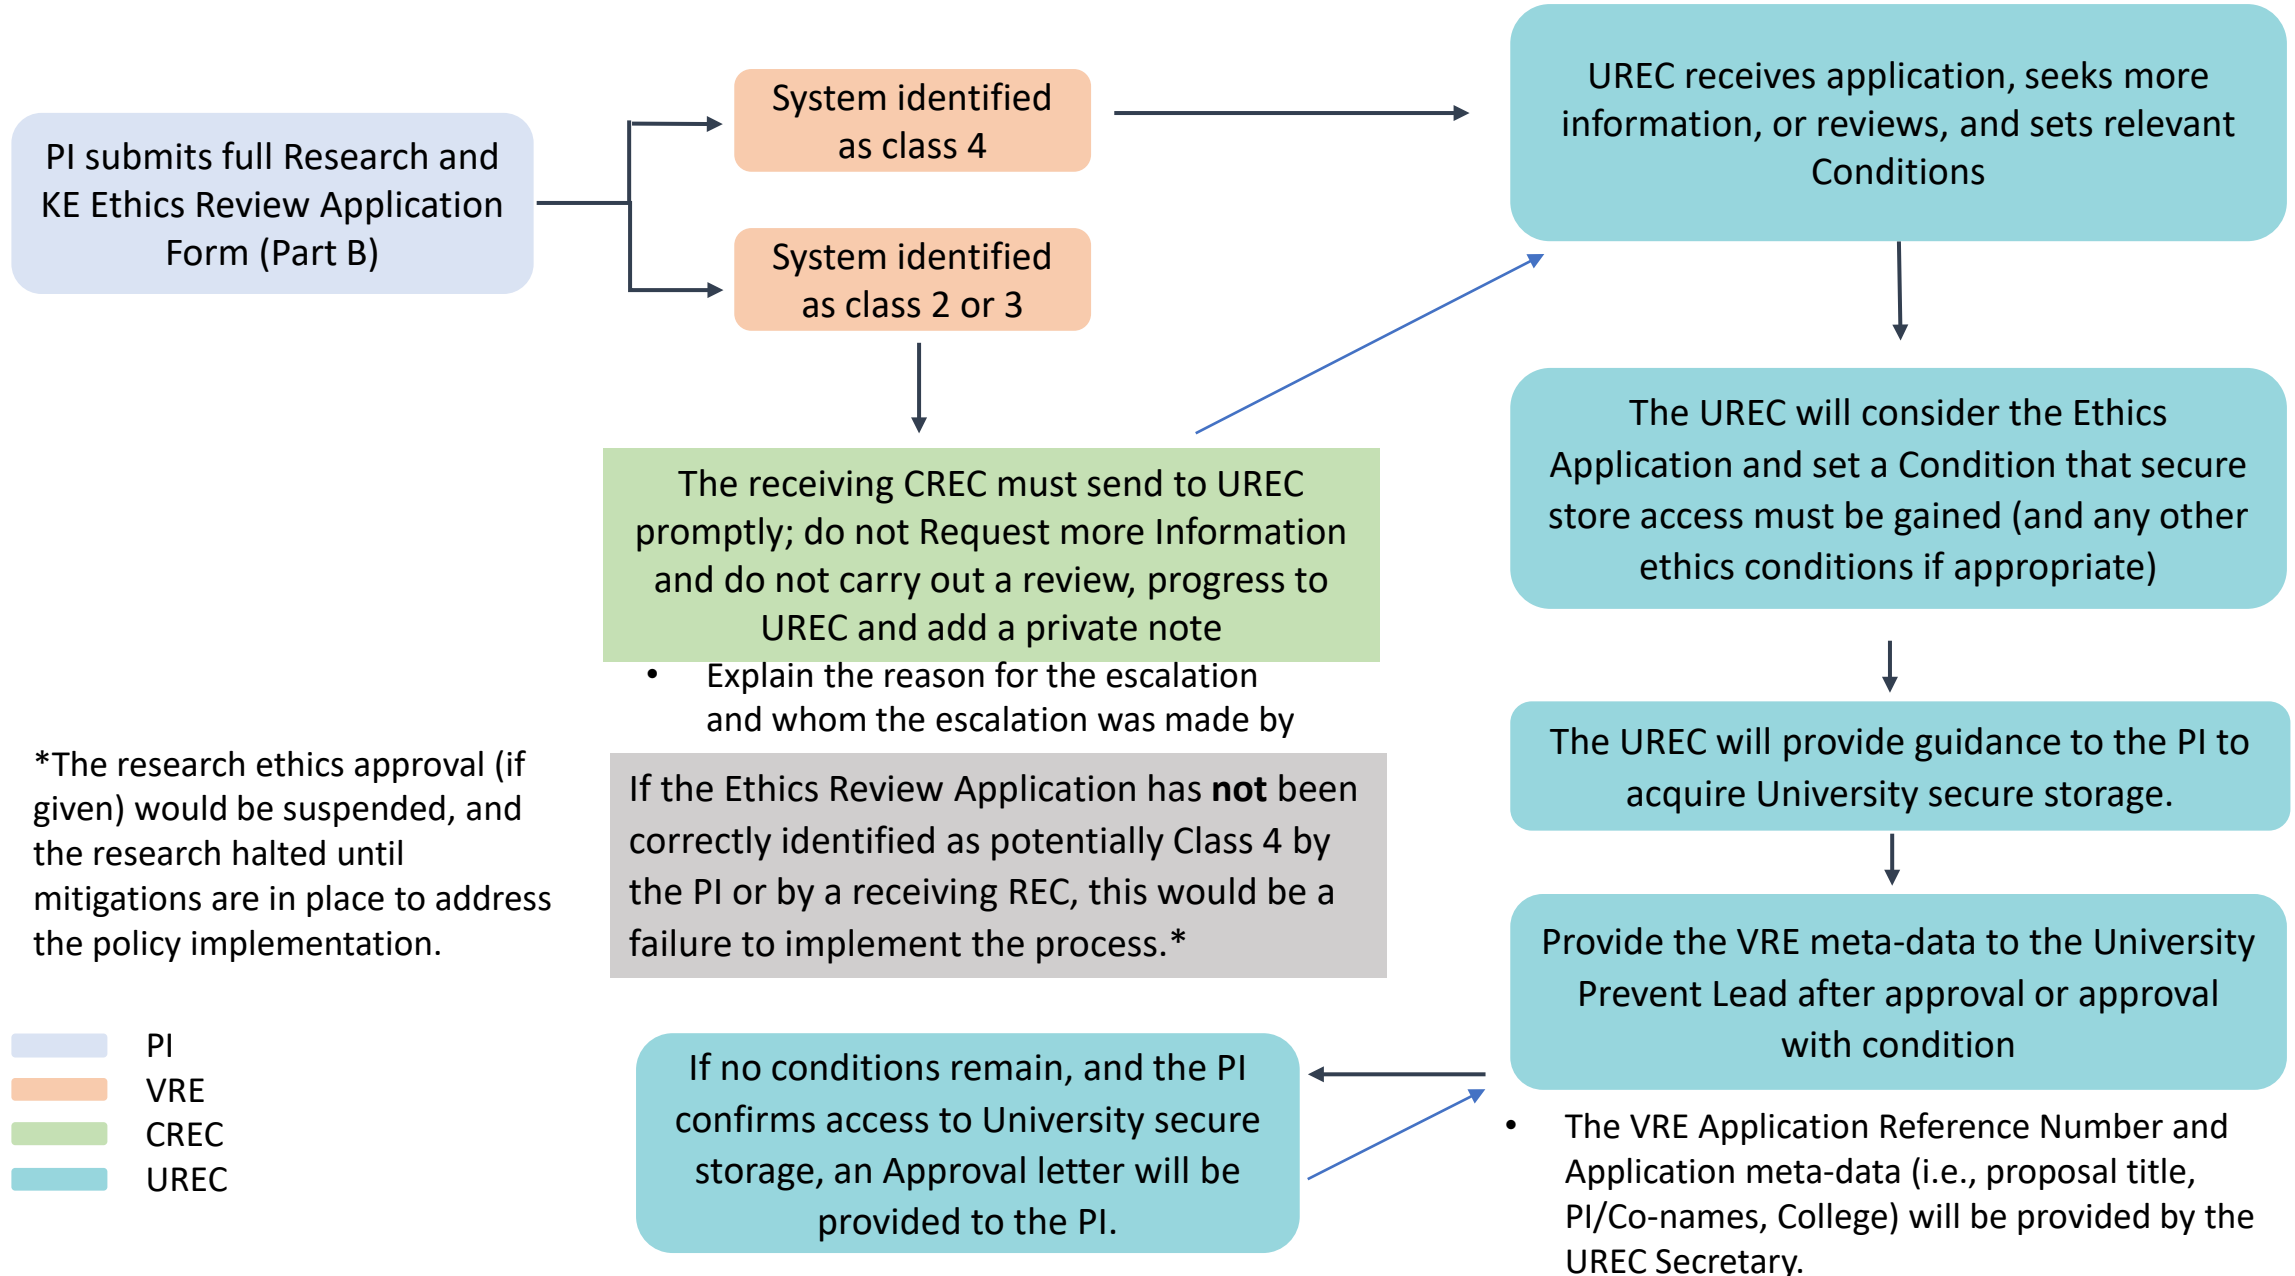 PI submits full Research and
KE Ethics Review Application
Form (Part B)
System identified
as class 4
System identified
as class 2 or 3
UREC receives application, seeks more
information, or reviews, and sets relevant
Conditions
The receiving CREC must send to UREC
promptly; do not Request more Information
and do not carry out a review, progress to
UREC and add a private note
• Explain the reason for the escalation
and whom the escalation was made by
The UREC will consider the Ethics
Application and set a Condition that secure
store access must be gained (and any other
ethics conditions if appropriate)
The UREC will provide guidance to the PI to
acquire University secure storage.
*The research ethics approval (if
given) would be suspended, and
the research halted until
mitigations are in place to address
the policy implementation.
If the Ethics Review Application has not been
correctly identified as potentially Class 4 by
the PI or by a receiving REC, this would be a
failure to implement the process.*
Provide the VRE meta-data to the University
Prevent Lead after approval or approval
with condition
• The VRE Application Reference Number and
Application meta-data (i.e., proposal title,
PI/Co-names, College) will be provided by the
UREC Secretary.
If no conditions remain, and the PI
confirms access to University secure
storage, an Approval letter will be
provided to the PI.
PI
VRE
CREC
UREC